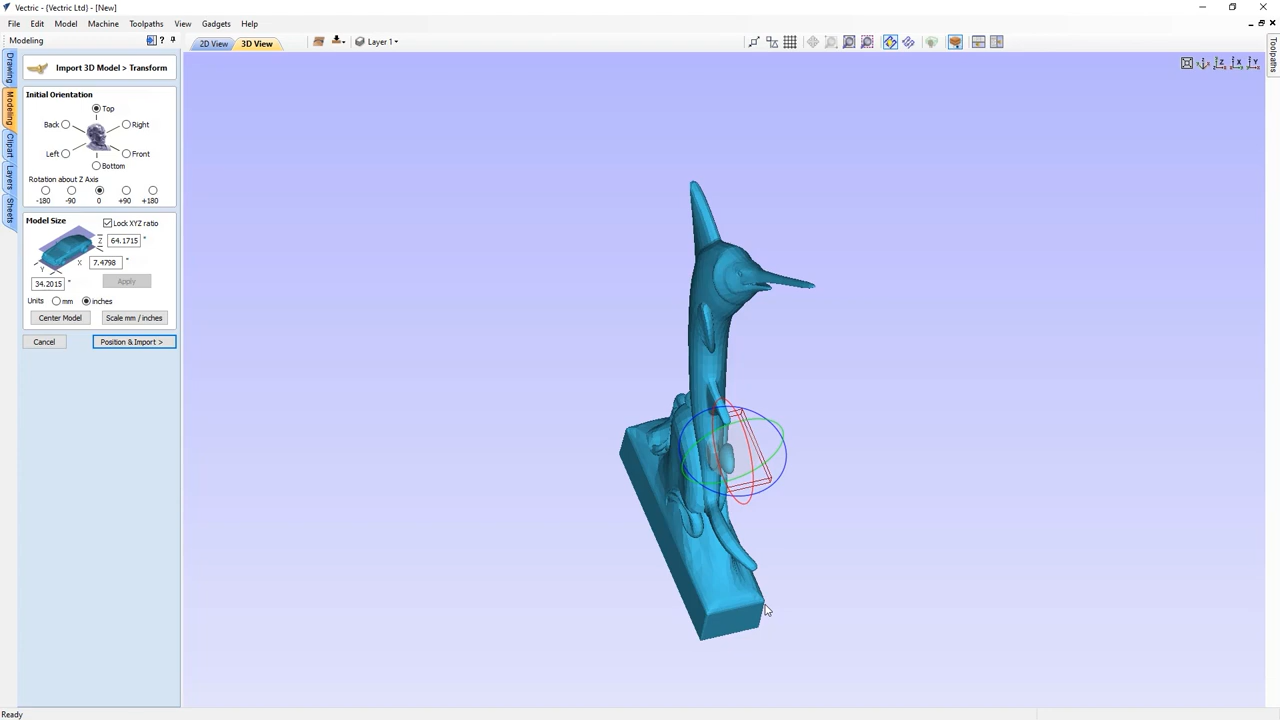 Vectric - {Vectric Ltd} - [New]
File Edit Model Machine Toolpaths View Gadgets Help
Modeling
2D View 3D View Layer 1
Import 3D Model > Transform
Drawing
Modeling
Clipart
Layers
Sheets
Toolpaths
Initial Orientation
Top
Back Right
Left Front
Bottom
Rotation about Z Axis
-180 -90 0 +90 +180
Model Size
Lock XYZ ratio
Z 64.1715 "
X 7.4798 "
Y
34.2015 "
Apply
Units mm inches
Center Model Scale mm / inches
Cancel Position & Import >
Z X Y
Ready